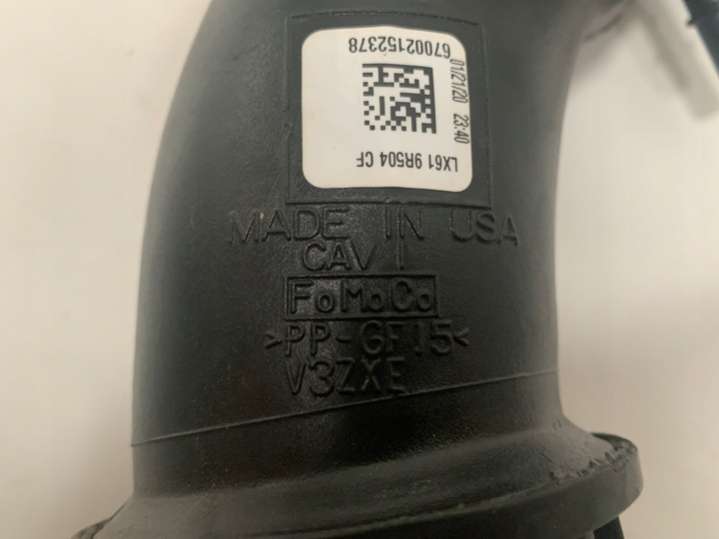 LX61 9R504 CF
01/21/20 23:40
67002152378
MADE IN USA
CAV 1
FoMoCo
>PP-GF15<
V3ZXE